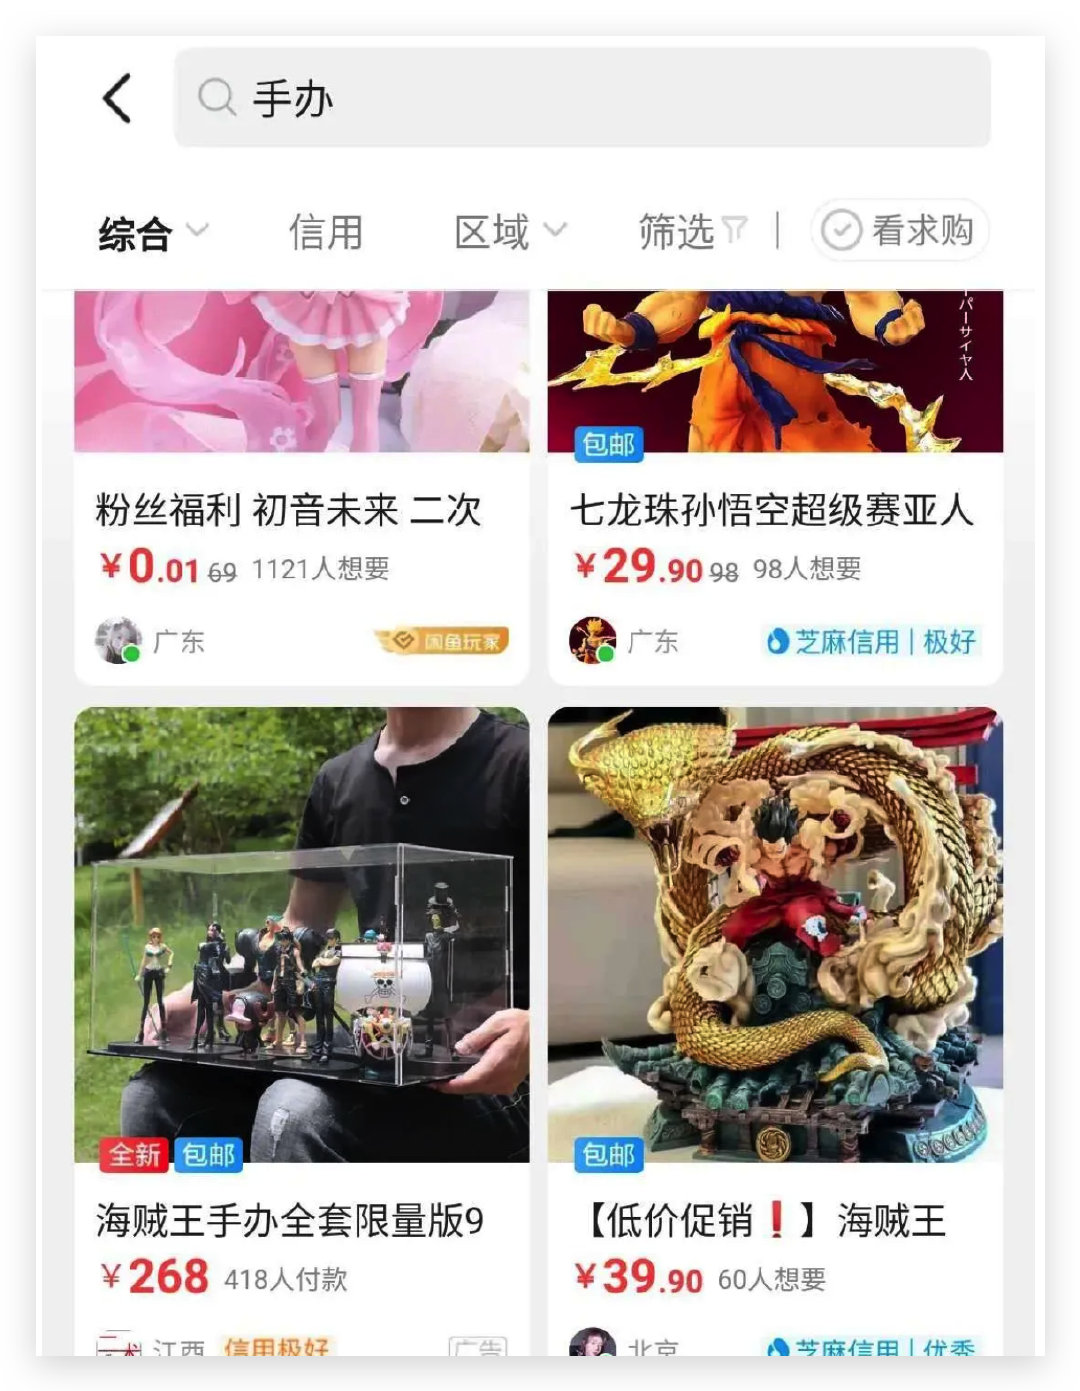 手办
综合 信用 区域 筛选 | 看求购
ーパーサイヤ人
包邮
粉丝福利 初音未来 二次
¥0.01 69 1121人想要
广东 闲鱼玩家
七龙珠孙悟空超级赛亚人
¥29.90 98 98人想要
广东 芝麻信用 | 极好
全新 包邮
海贼王手办全套限量版9
¥268 418人付款
江西 信用极好 广告
包邮
【低价促销❗】海贼王
¥39.90 60人想要
北京 芝麻信用 | 优秀